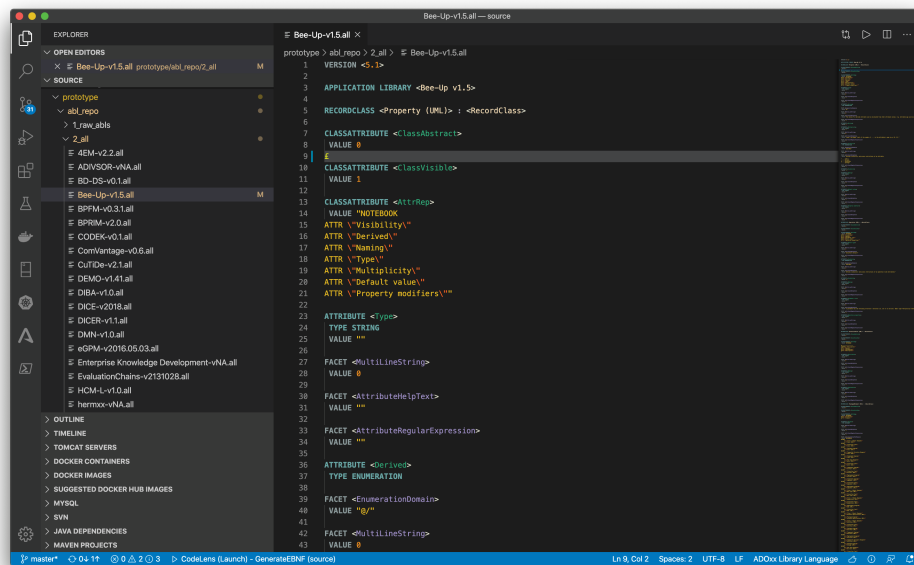 Bee-Up-v1.5.all — source
EXPLORER
OPEN EDITORS
Bee-Up-v1.5.all prototype/abl_repo/2_all M
SOURCE
prototype
abl_repo
1_raw_abls
2_all
4EM-v2.2.all
ADIVSOR-vNA.all
BD-DS-v0.1.all
Bee-Up-v1.5.all M
BPFM-v0.3.1.all
BPRIM-v2.0.all
CODEK-v0.1.all
ComVantage-v0.6.all
CuTiDe-v2.1.all
DEMO-v1.41.all
DIBA-v1.0.all
DICE-v2018.all
DICER-v1.1.all
DMN-v1.0.all
eGPM-v2016.05.03.all
Enterprise Knowledge Development-vNA.all
EvaluationChains-v2131028.all
HCM-L-v1.0.all
hermxx-vNA.all
OUTLINE
TIMELINE
TOMCAT SERVERS
DOCKER CONTAINERS
DOCKER IMAGES
SUGGESTED DOCKER HUB IMAGES
MYSQL
SVN
JAVA DEPENDENCIES
MAVEN PROJECTS
31
Bee-Up-v1.5.all
prototype > abl_repo > 2_all > Bee-Up-v1.5.all
1 VERSION <5.1>
2
3 APPLICATION LIBRARY <Bee-Up v1.5>
4
5 RECORDCLASS <Property (UML)> : <RecordClass>
6
7 CLASSATTRIBUTE <ClassAbstract>
8 VALUE 0
9 £
10 CLASSATTRIBUTE <ClassVisible>
11 VALUE 1
12
13 CLASSATTRIBUTE <AttrRep>
14 VALUE "NOTEBOOK
15 ATTR \"Visibility\"
16 ATTR \"Derived\"
17 ATTR \"Naming\"
18 ATTR \"Type\"
19 ATTR \"Multiplicity\"
20 ATTR \"Default value\"
21 ATTR \"Property modifiers\""
22
23 ATTRIBUTE <Type>
24 TYPE STRING
25 VALUE ""
26
27 FACET <MultiLineString>
28 VALUE 0
29
30 FACET <AttributeHelpText>
31 VALUE ""
32
33 FACET <AttributeRegularExpression>
34 VALUE ""
35
36 ATTRIBUTE <Derived>
37 TYPE ENUMERATION
38
39 FACET <EnumerationDomain>
40 VALUE "@/"
41
42 FACET <MultiLineString>
43 VALUE 0
master* 0↓ 1↑ 0 2 3 CodeLens (Launch) - GenerateEBNF (source) Ln 9, Col 2 Spaces: 2 UTF-8 LF ADOxx Library Language